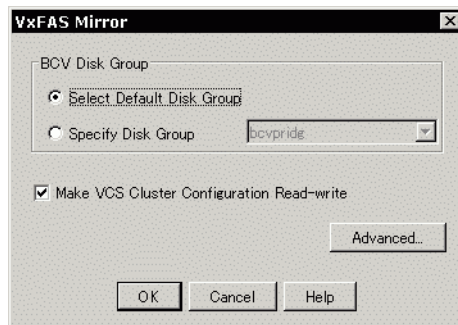 VxFAS Mirror
BCV Disk Group
Select Default Disk Group
Specify Disk Group bcvpridg
Make VCS Cluster Configuration Read-write
Advanced...
OK Cancel Help